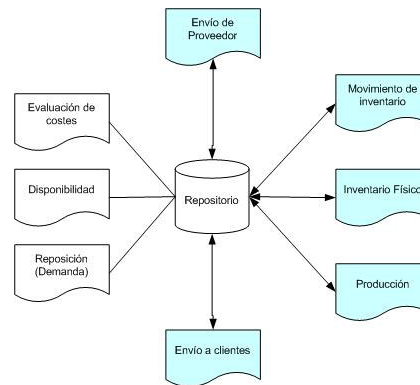 Envío de
Proveedor
Evaluación de
costes
Movimiento de
inventario
Disponibilidad
Repositorio
Inventario Físico
Reposición
(Demanda)
Producción
Envío a clientes